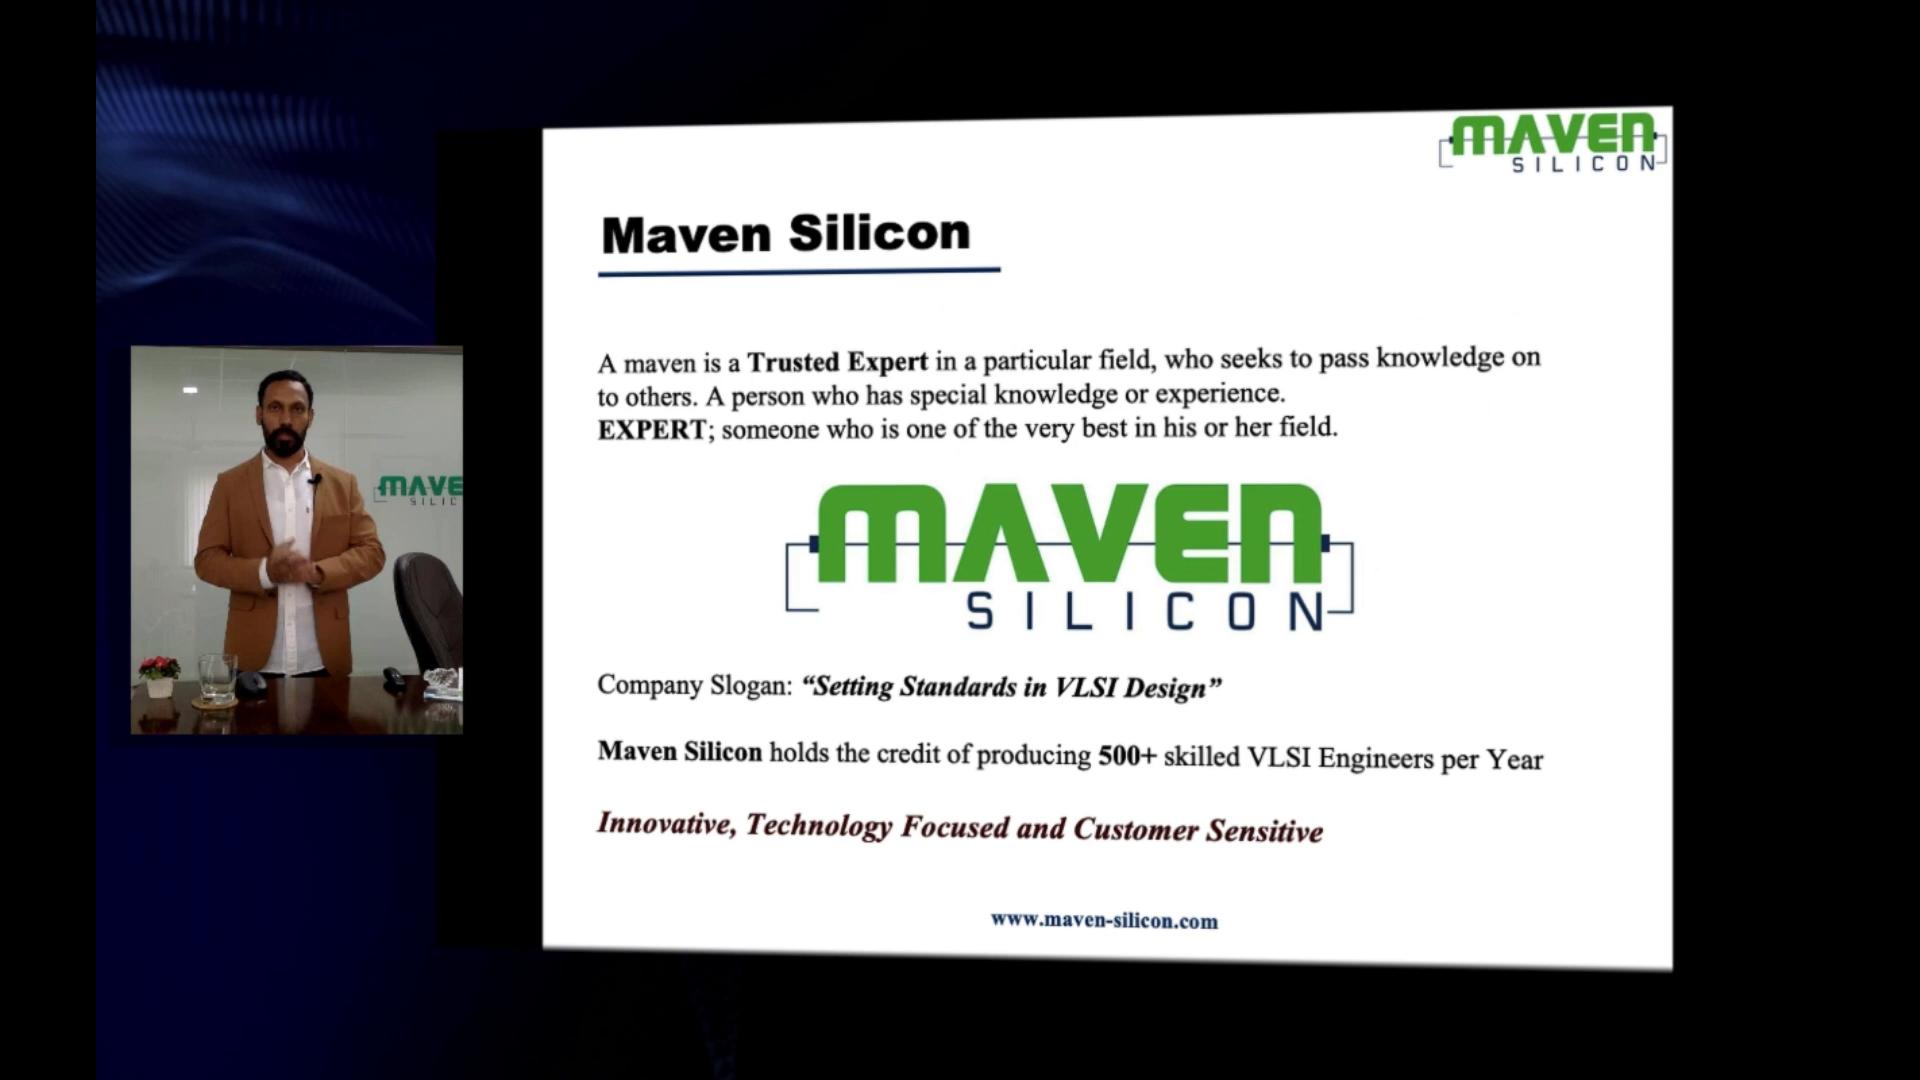 MAVEN
SILICON
Maven Silicon
A maven is a Trusted Expert in a particular field, who seeks to pass knowledge on
to others. A person who has special knowledge or experience.
EXPERT; someone who is one of the very best in his or her field.
MAVE
SILIC
MAVEN
SILICON
Company Slogan: “Setting Standards in VLSI Design”
Maven Silicon holds the credit of producing 500+ skilled VLSI Engineers per Year
Innovative, Technology Focused and Customer Sensitive
www.maven-silicon.com